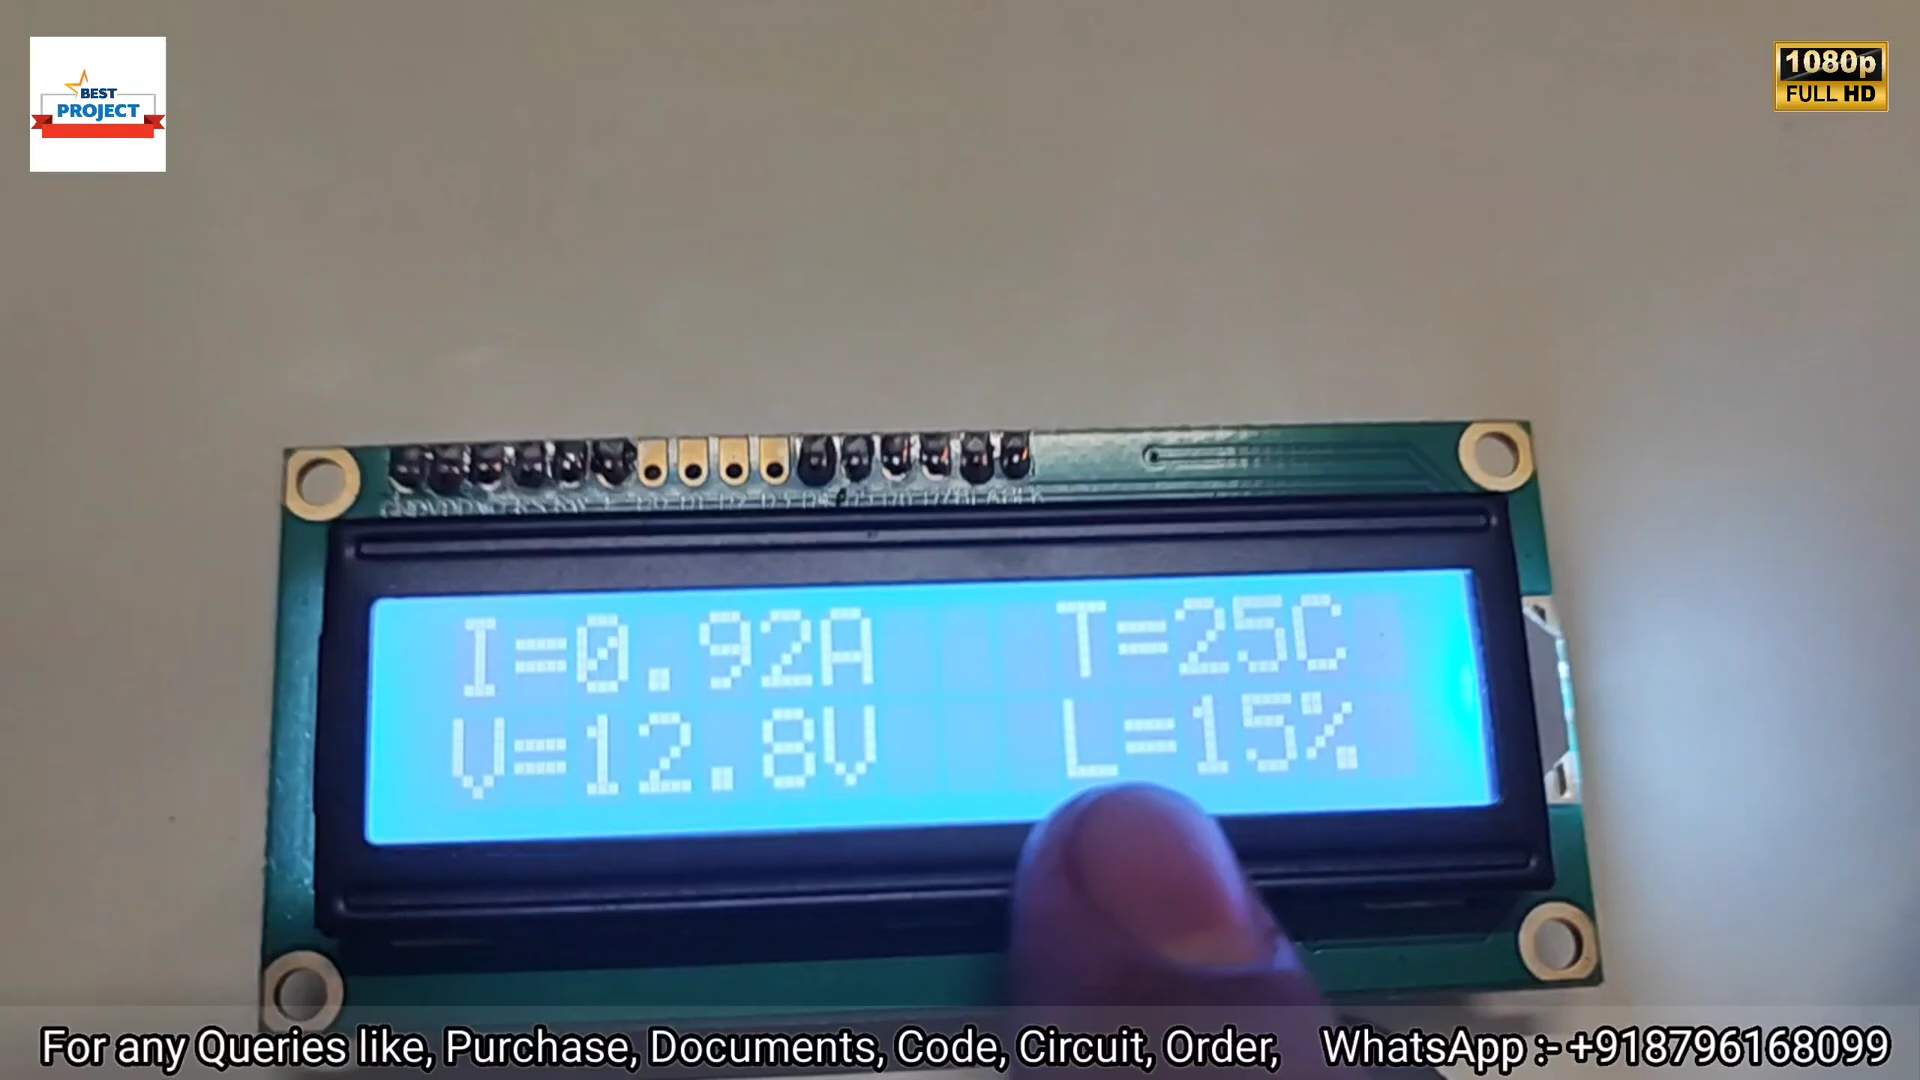 BEST
PROJECT
1080p
FULL HD
I=0.92A T=25C
V=12.8V L=15%
For any Queries like, Purchase, Documents, Code, Circuit, Order, WhatsApp :- +918796168099